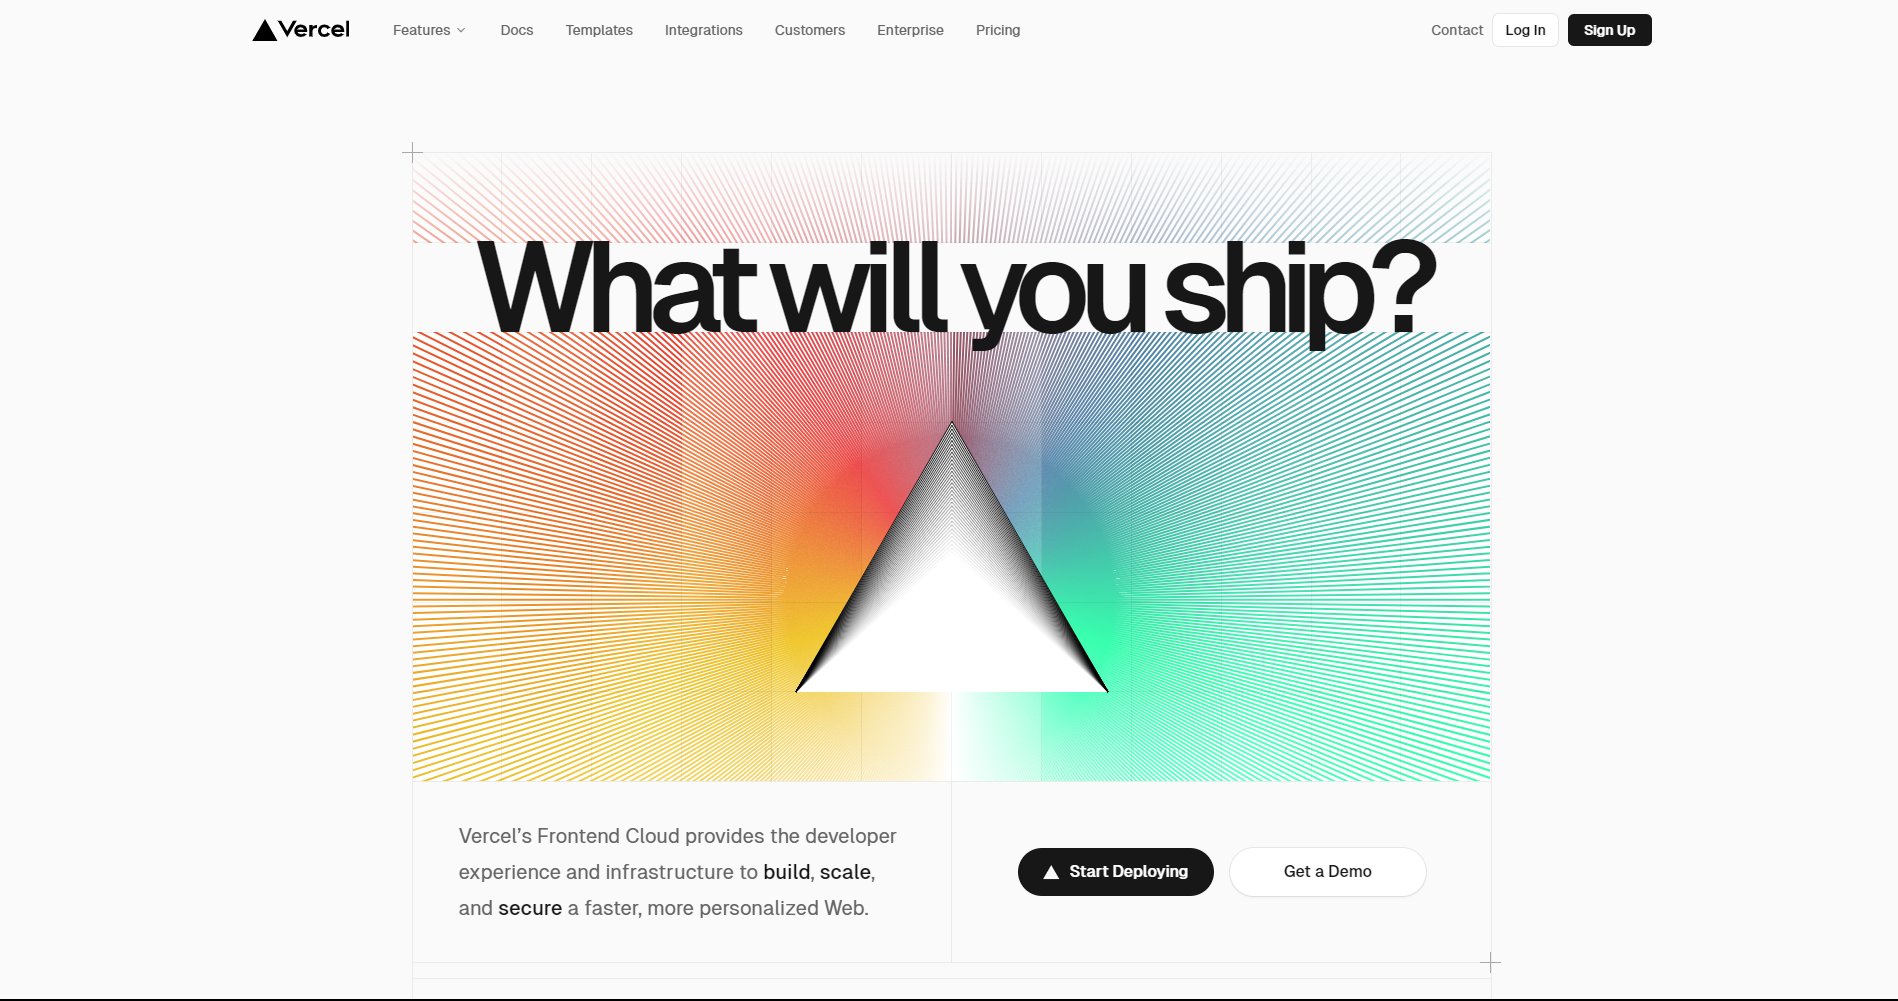 Vercel
Features
Docs
Templates
Integrations
Customers
Enterprise
Pricing
Contact
Log In
Sign Up
What will you ship?
Vercel’s Frontend Cloud provides the developer
experience and infrastructure to build, scale,
and secure a faster, more personalized Web.
Start Deploying
Get a Demo